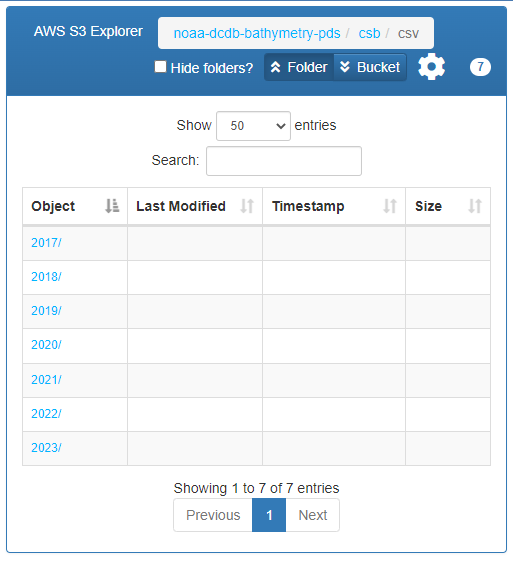 AWS S3 Explorer noaa-dcdb-bathymetry-pds / csb / csv
Hide folders? Folder Bucket 7
Show 50 entries
Search:
Object Last Modified Timestamp Size
2017/
2018/
2019/
2020/
2021/
2022/
2023/
Showing 1 to 7 of 7 entries
Previous 1 Next